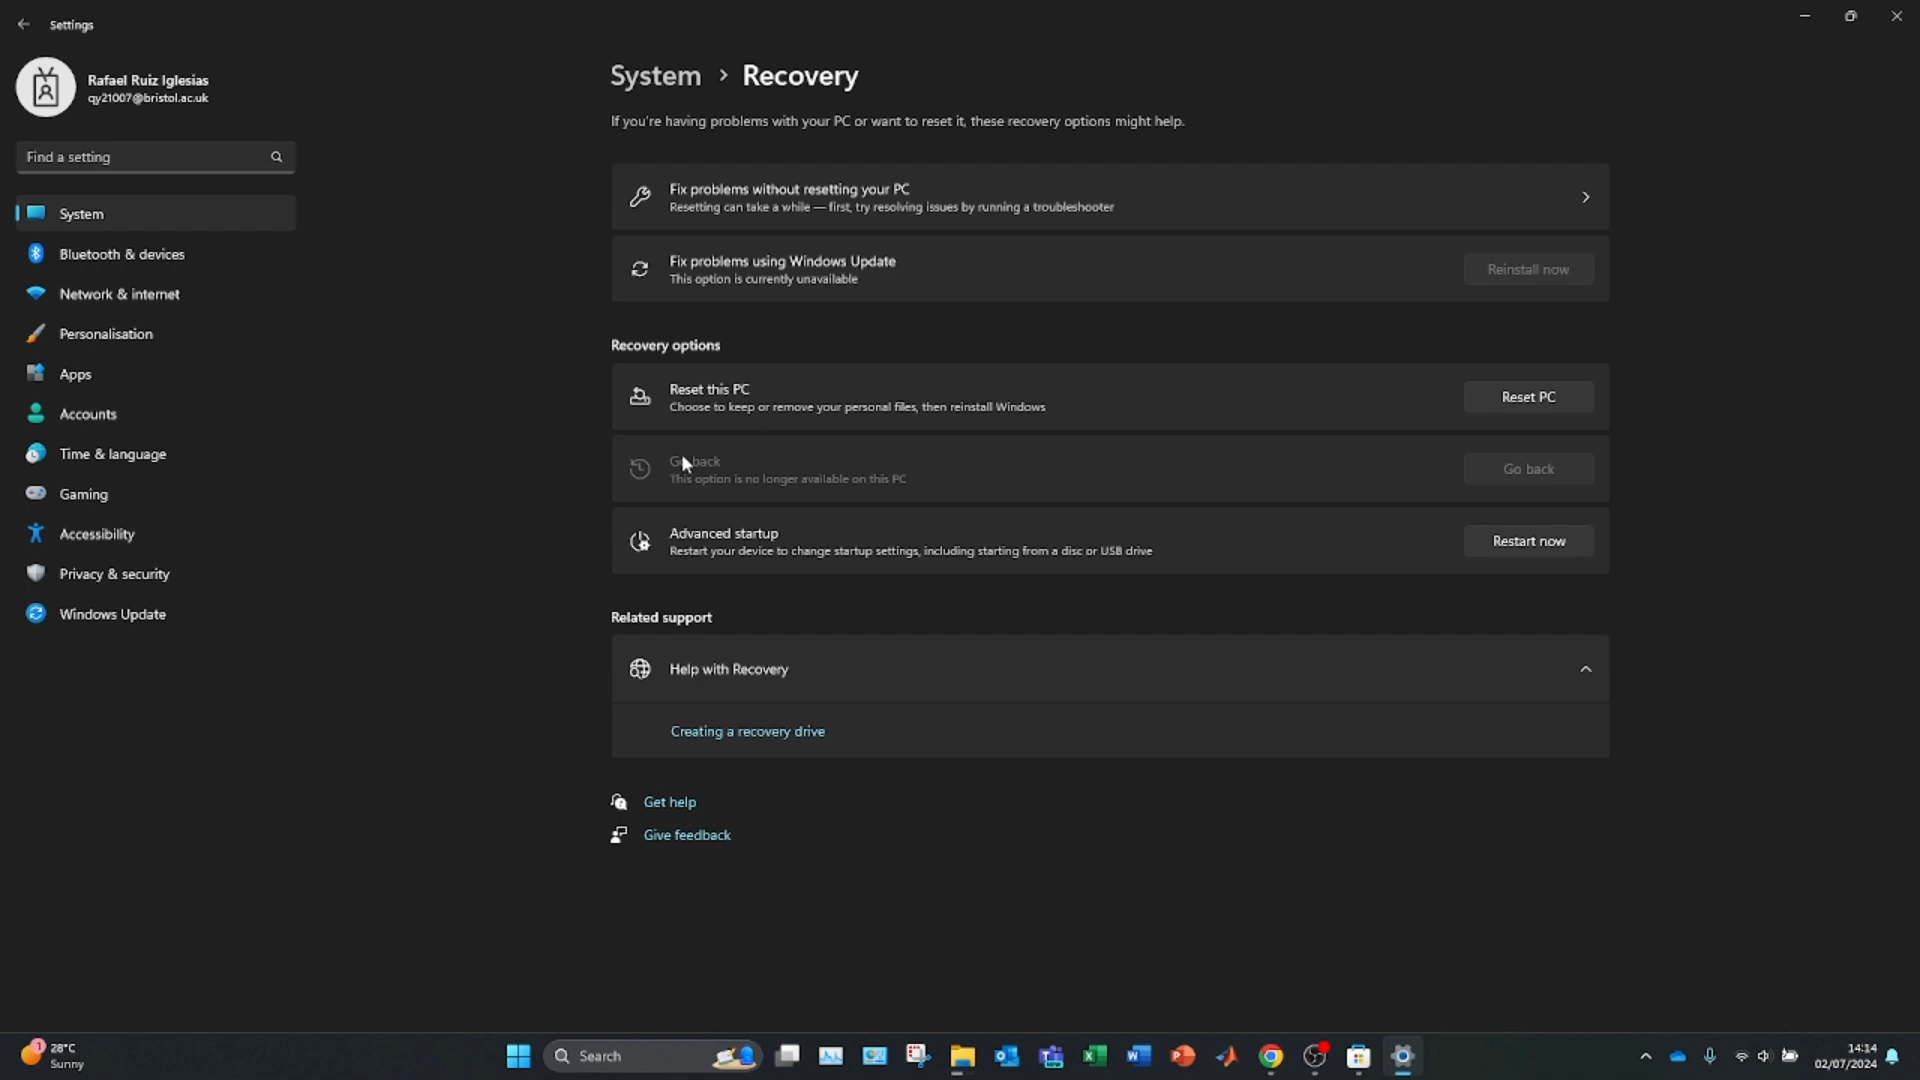 Settings
Rafael Ruiz Iglesias
qy21007@bristol.ac.uk
Find a setting
System
Bluetooth & devices
Network & internet
Personalisation
Apps
Accounts
Time & language
Gaming
Accessibility
Privacy & security
Windows Update
System > Recovery
If you're having problems with your PC or want to reset it, these recovery options might help.
Fix problems without resetting your PC
Resetting can take a while — first, try resolving issues by running a troubleshooter
Fix problems using Windows Update
This option is currently unavailable
Reinstall now
Recovery options
Reset this PC
Choose to keep or remove your personal files, then reinstall Windows
Reset PC
Go back
This option is no longer available on this PC
Go back
Advanced startup
Restart your device to change startup settings, including starting from a disc or USB drive
Restart now
Related support
Help with Recovery
Creating a recovery drive
Get help
Give feedback
1
28°C
Sunny
Search
14:14
02/07/2024